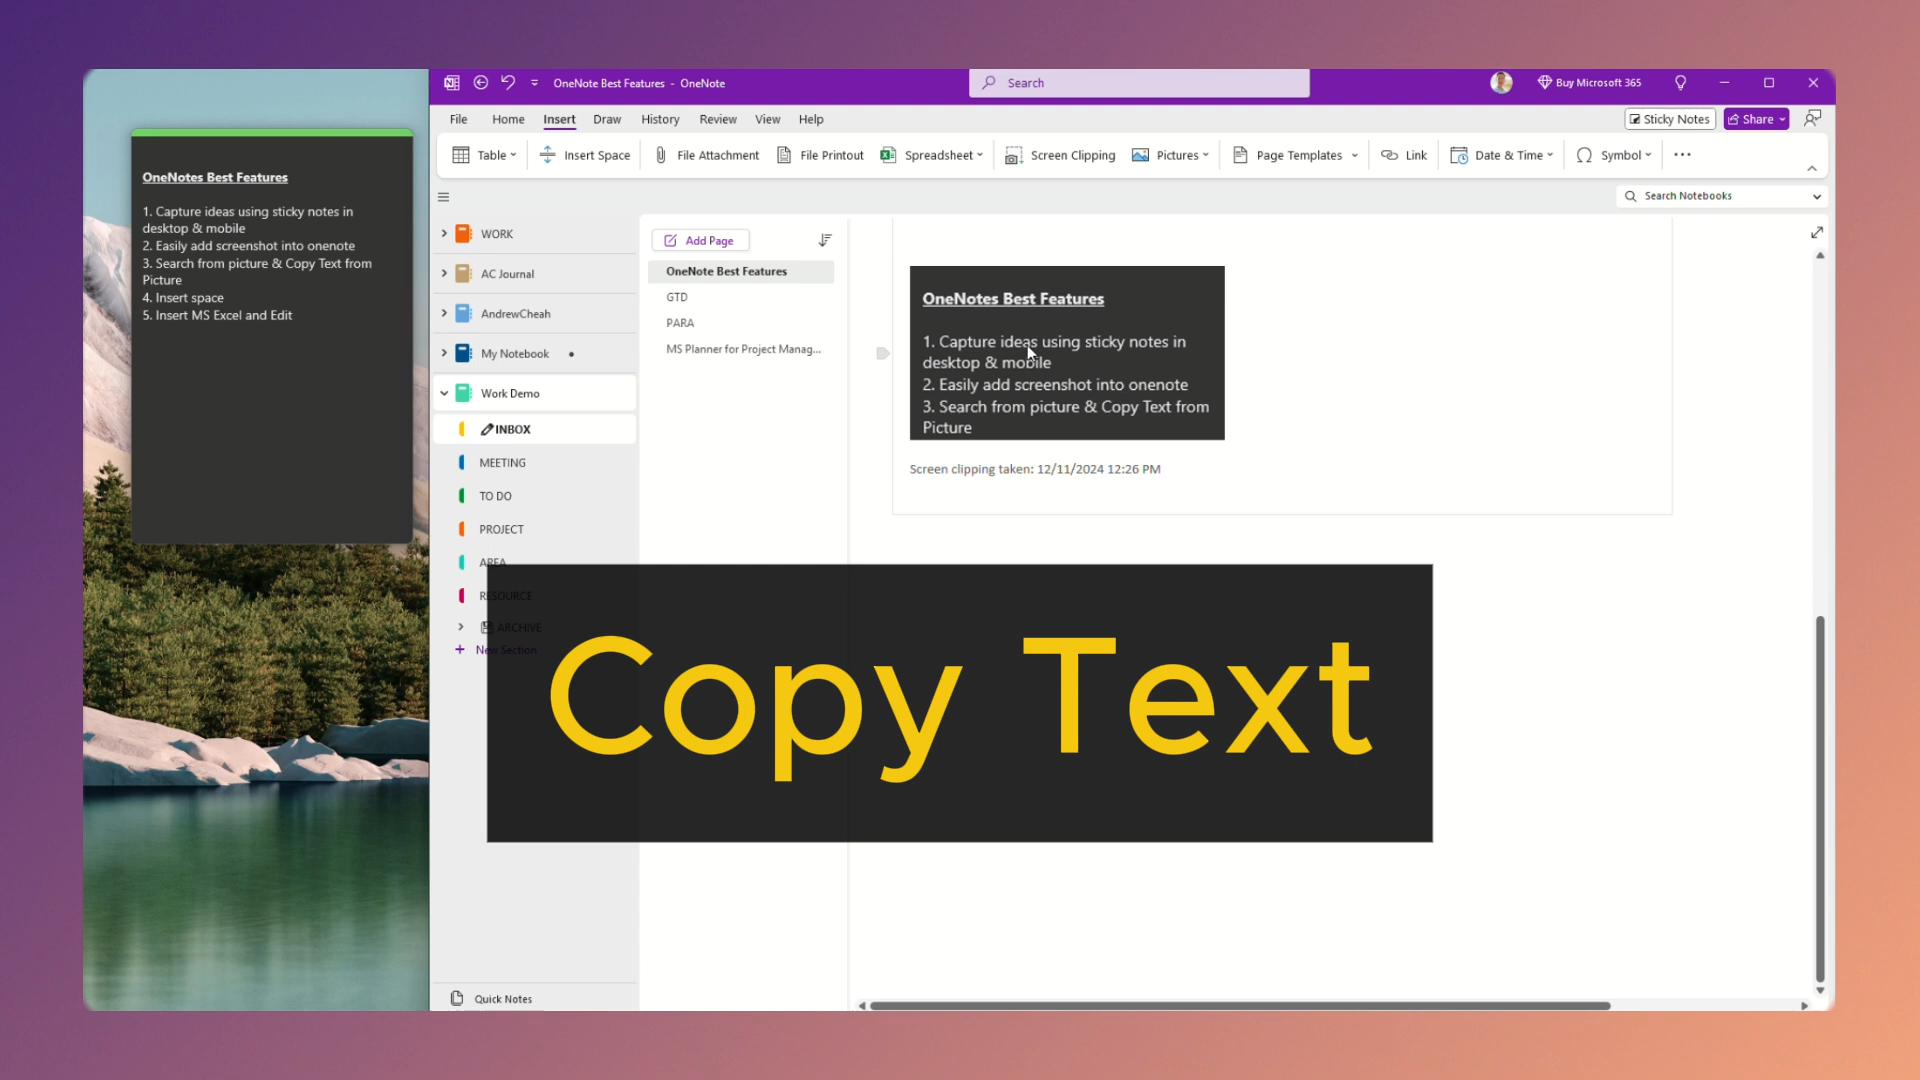 OneNote Best Features - OneNote
Search
Buy Microsoft 365
File Home Insert Draw History Review View Help
Sticky Notes
Share
Table
Insert Space
File Attachment
File Printout
Spreadsheet
Screen Clipping
Pictures
Page Templates
Link
Date & Time
Symbol
Search Notebooks
OneNotes Best Features
1. Capture ideas using sticky notes in
desktop & mobile
2. Easily add screenshot into onenote
3. Search from picture & Copy Text from
Picture
4. Insert space
5. Insert MS Excel and Edit
WORK
AC Journal
AndrewCheah
My Notebook
Work Demo
INBOX
MEETING
TO DO
PROJECT
AREA
RESOURCE
ARCHIVE
New Section
Quick Notes
Add Page
OneNote Best Features
GTD
PARA
MS Planner for Project Manag...
OneNotes Best Features
1. Capture ideas using sticky notes in
desktop & mobile
2. Easily add screenshot into onenote
3. Search from picture & Copy Text from
Picture
Screen clipping taken: 12/11/2024 12:26 PM
Copy Text